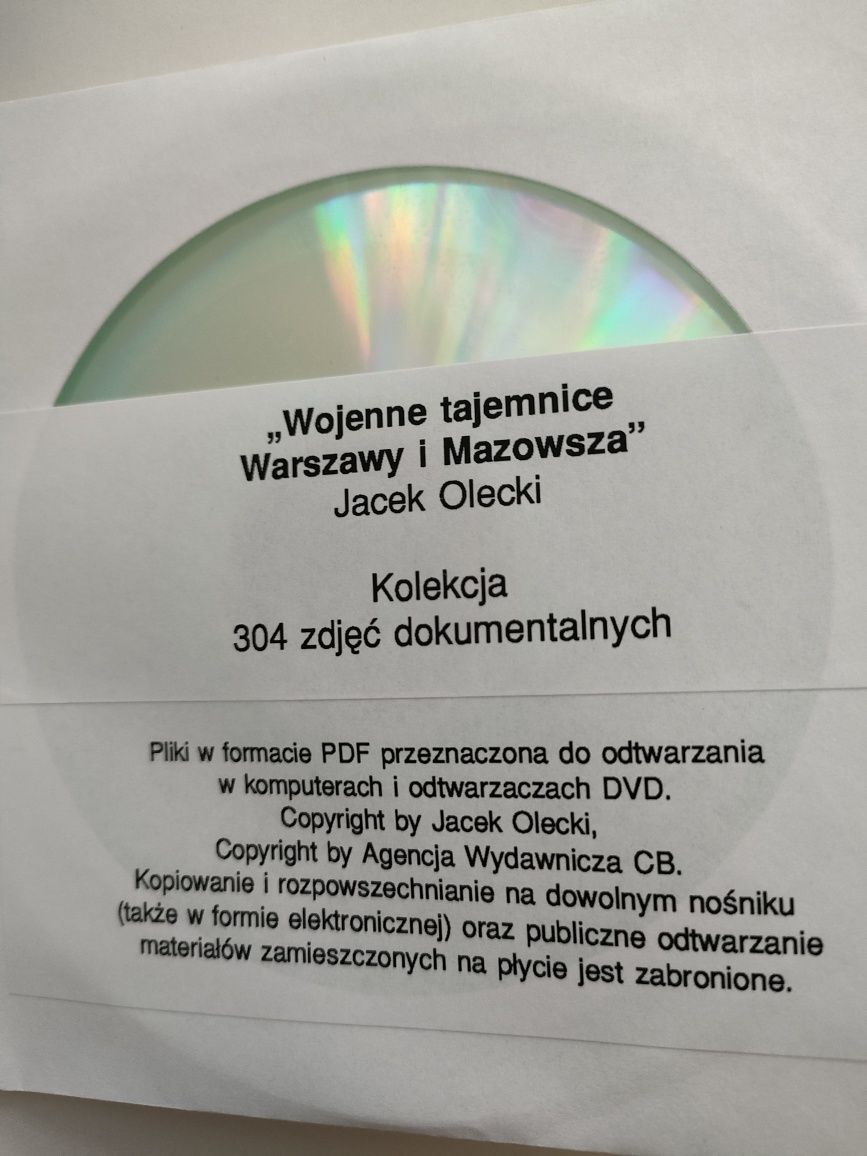 „Wojenne tajemnice
Warszawy i Mazowsza”
Jacek Olecki
Kolekcja
304 zdjęć dokumentalnych
Pliki w formacie PDF przeznaczona do odtwarzania
w komputerach i odtwarzaczach DVD.
Copyright by Jacek Olecki,
Copyright by Agencja Wydawnicza CB.
Kopiowanie i rozpowszechnianie na dowolnym nośniku
(także w formie elektronicznej) oraz publiczne odtwarzanie
materiałów zamieszczonych na płycie jest zabronione.